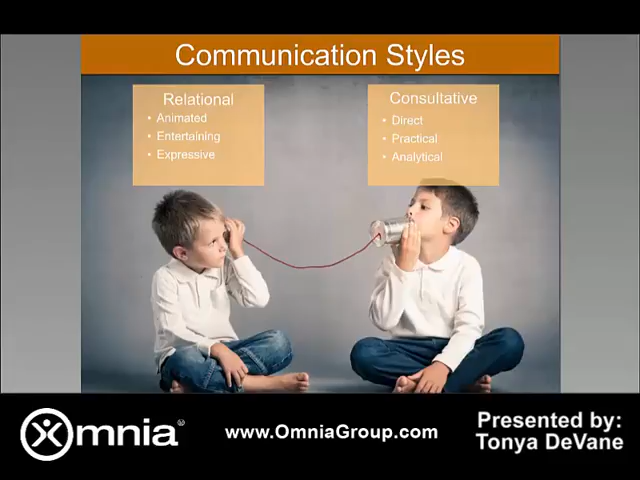 Communication Styles
Relational
• Animated
• Entertaining
• Expressive
Consultative
• Direct
• Practical
• Analytical
Omnia®
www.OmniaGroup.com
Presented by:
Tonya DeVane